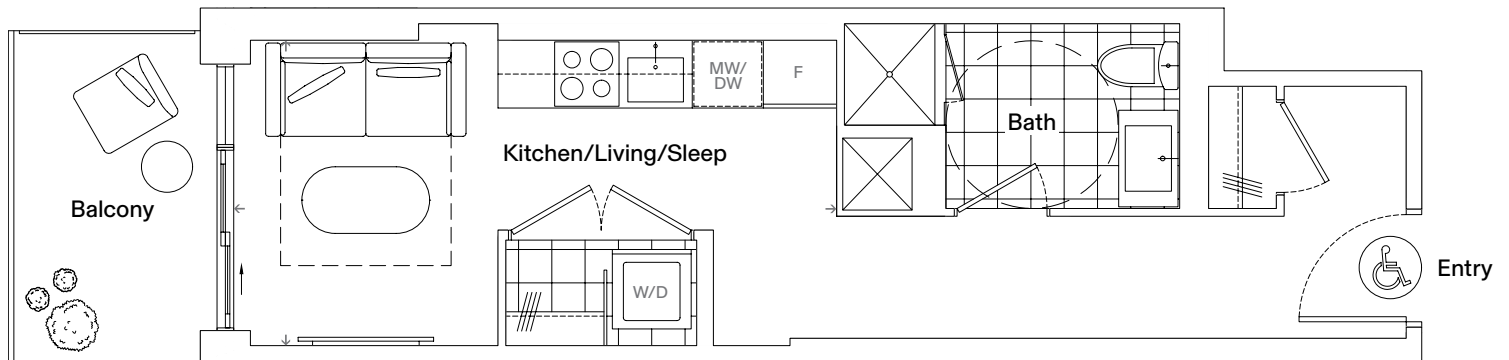 MW/
DW
F
Bath
Kitchen/Living/Sleep
Balcony
W/D
Entry